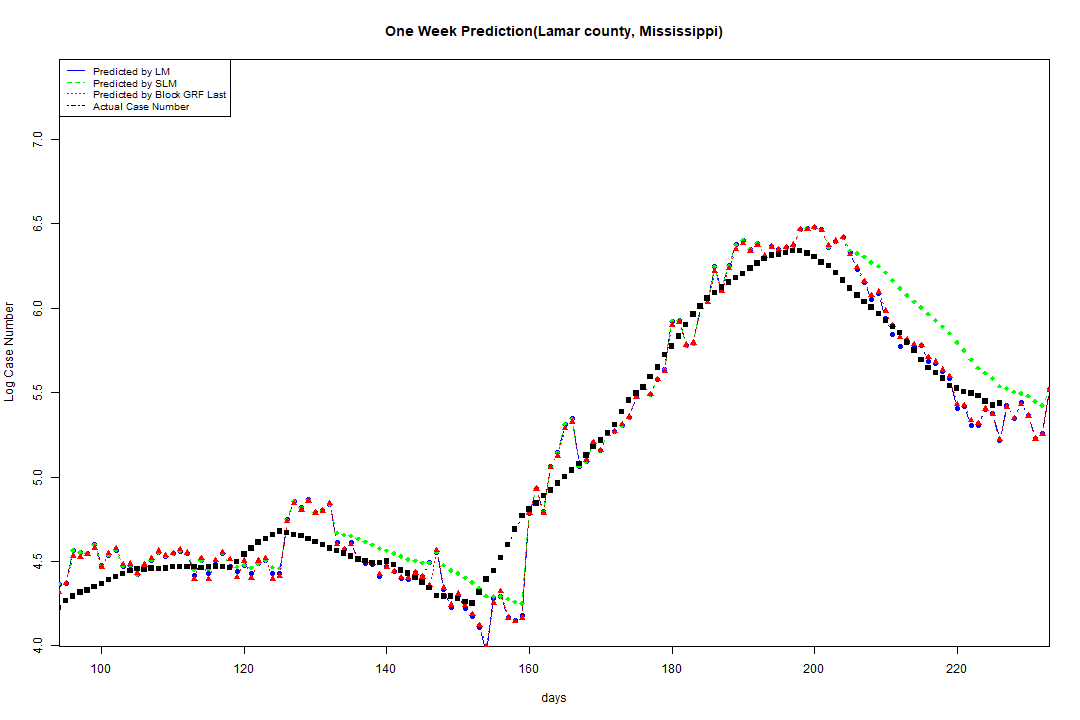 One Week Prediction(Lamar county, Mississippi)
Predicted by LM
Predicted by SLM
Predicted by Block GRF Last
Actual Case Number
7.0
6.5
6.0
5.5
5.0
4.5
4.0
Log Case Number
100 120 140 160 180 200 220
days